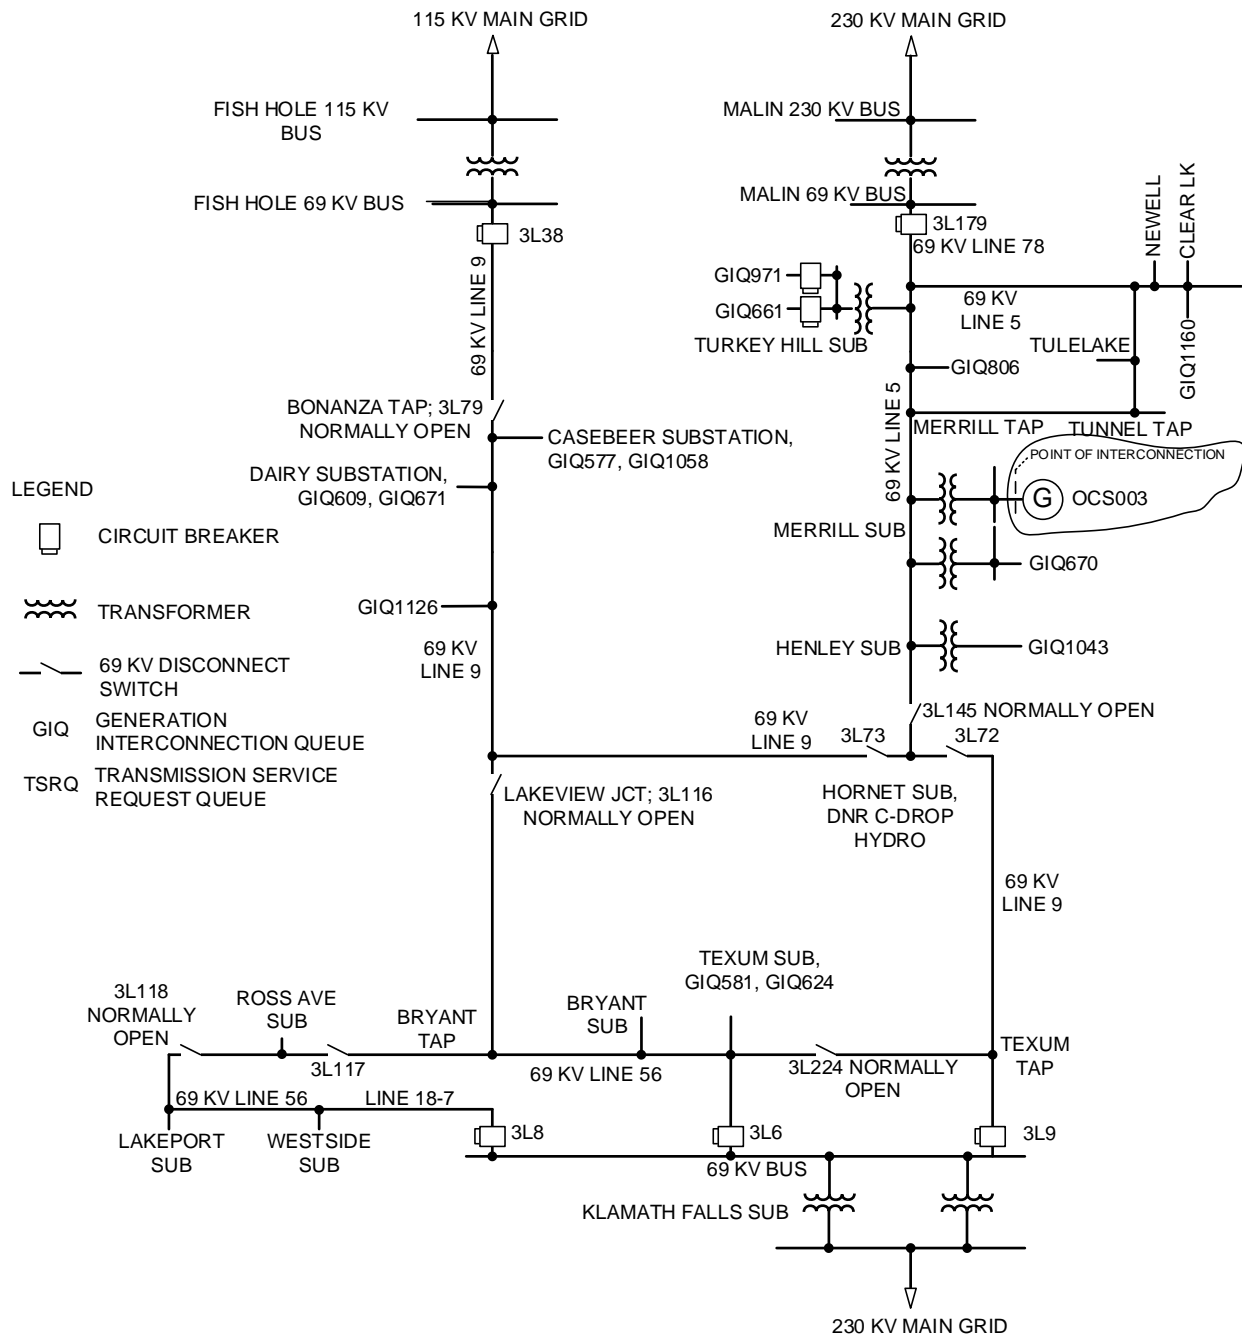 115 KV MAIN GRID
230 KV MAIN GRID
FISH HOLE 115 KV
BUS
MALIN 230 KV BUS
FISH HOLE 69 KV BUS
MALIN 69 KV BUS
3L38
3L179
69 KV LINE 78
NEWELL
CLEAR LK
69 KV LINE 9
GIQ971
GIQ661
TURKEY HILL SUB
69 KV
LINE 5
TULELAKE
GIQ1160
GIQ806
69 KV LINE 5
MERRILL TAP
TUNNEL TAP
BONANZA TAP; 3L79
NORMALLY OPEN
CASEBEER SUBSTATION,
GIQ577, GIQ1058
DAIRY SUBSTATION,
GIQ609, GIQ671
POINT OF INTERCONNECTION
G
OCS003
MERRILL SUB
GIQ670
LEGEND
CIRCUIT BREAKER
TRANSFORMER
69 KV DISCONNECT
SWITCH
GIQ
GENERATION
INTERCONNECTION QUEUE
TSRQ
TRANSMISSION SERVICE
REQUEST QUEUE
GIQ1126
69 KV
LINE 9
HENLEY SUB
GIQ1043
3L145 NORMALLY OPEN
69 KV
LINE 9
3L73
3L72
LAKEVIEW JCT; 3L116
NORMALLY OPEN
HORNET SUB,
DNR C-DROP
HYDRO
69 KV
LINE 9
TEXUM SUB,
GIQ581, GIQ624
3L118
NORMALLY
OPEN
ROSS AVE
SUB
BRYANT
TAP
BRYANT
SUB
3L117
69 KV LINE 56
3L224 NORMALLY
OPEN
TEXUM
TAP
69 KV LINE 56
LINE 18-7
LAKEPORT
SUB
WESTSIDE
SUB
3L8
3L6
3L9
69 KV BUS
KLAMATH FALLS SUB
230 KV MAIN GRID